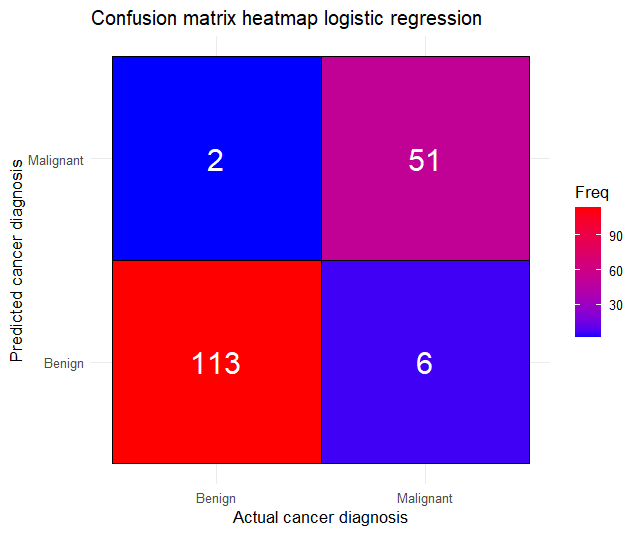 Confusion matrix heatmap logistic regression
Predicted cancer diagnosis
Malignant
Benign
2
51
113
6
Benign
Malignant
Actual cancer diagnosis
Freq
90
60
30